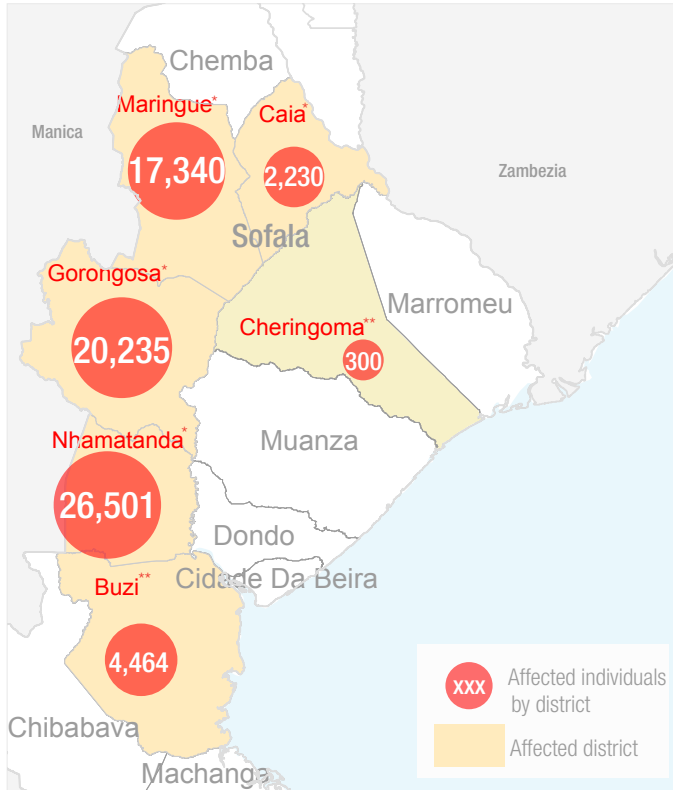 Chemba
Maringue*
Caia*
Manica
17,340
2,230
Zambezia
Sofala
Gorongosa*
Marromeu
Cheringoma**
20,235
300
Nhamatanda*
Muanza
26,501
Dondo
Cidade Da Beira
Buzi**
4,464
xxx
Affected individuals
by district
Chibabava
Affected district
Machanga